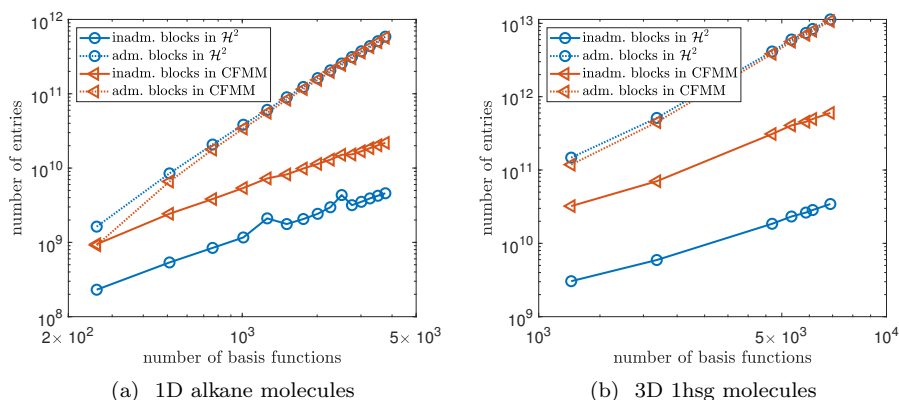 10^12
10^11
10^10
10^9
10^8
number of entries
inadm. blocks in ℋ^2
adm. blocks in ℋ^2
inadm. blocks in CFMM
adm. blocks in CFMM
2× 10^2
10^3
5× 10^3
number of basis functions
(a) 1D alkane molecules
10^13
10^12
10^11
10^10
10^9
number of entries
inadm. blocks in ℋ^2
adm. blocks in ℋ^2
inadm. blocks in CFMM
adm. blocks in CFMM
10^3
5× 10^3
10^4
number of basis functions
(b) 3D 1hsg molecules